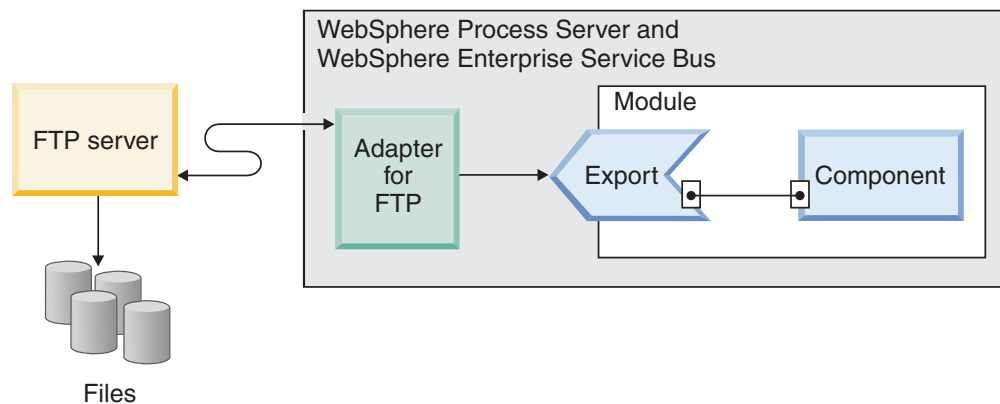 WebSphere Process Server and
WebSphere Enterprise Service Bus
Module
FTP server
Adapter
for
FTP
Export
Component
Files